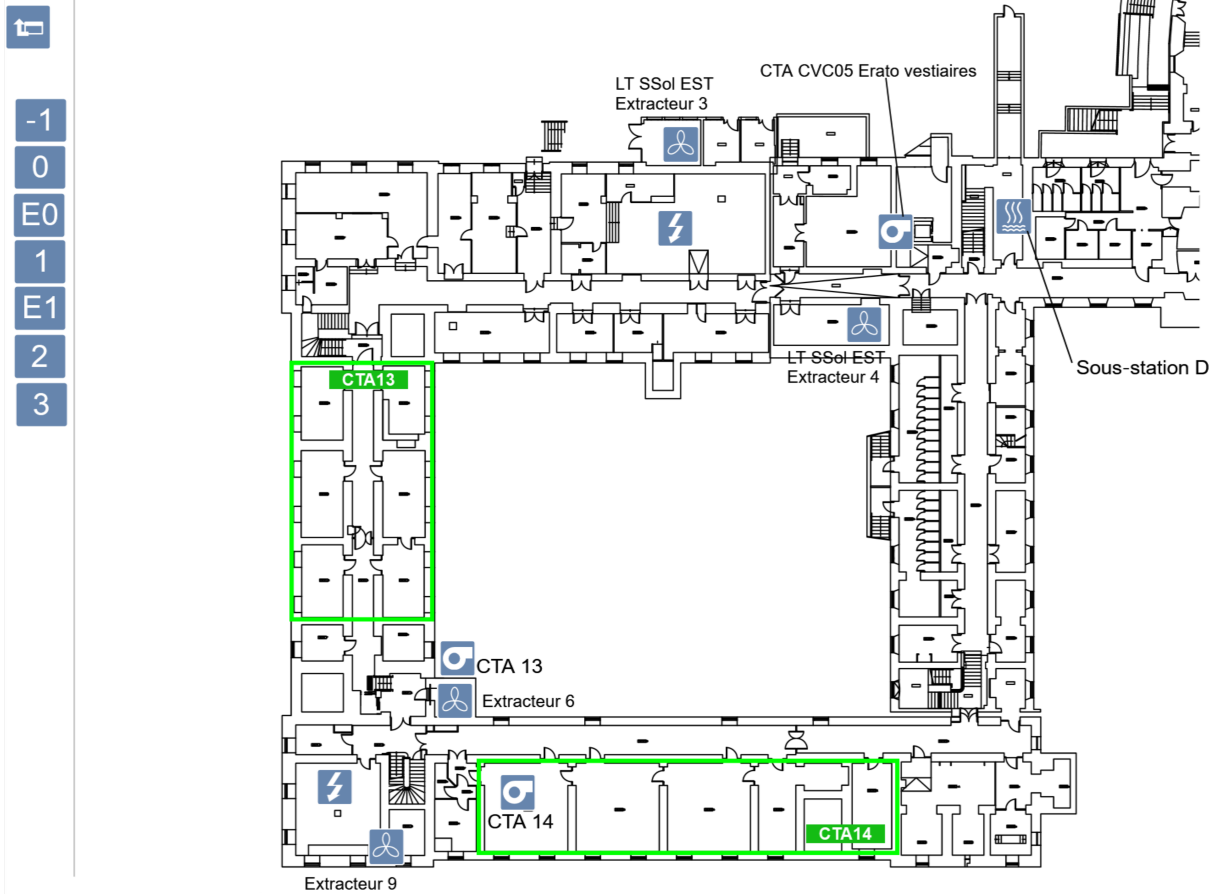 -1
0
E0
1
E1
2
3
LT SSol EST
Extracteur 3
CTA CVC05 Erato vestiaires
LT SSol EST
Extracteur 4
Sous-station D
CTA13
CTA 13
Extracteur 6
CTA 14
CTA14
Extracteur 9